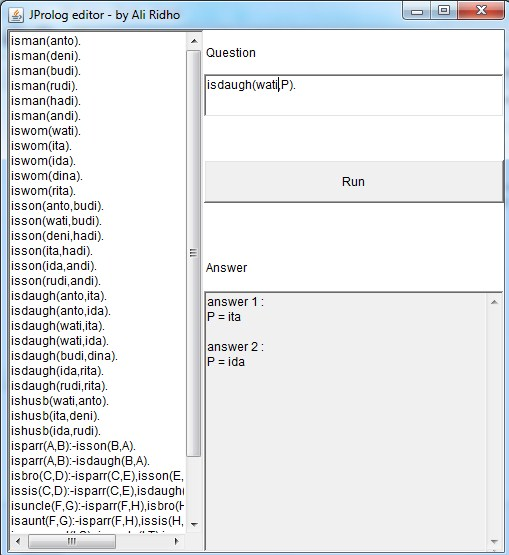 JProlog editor - by Ali Ridho
isman(anto).
isman(deni).
isman(budi).
isman(rudi).
isman(hadi).
isman(andi).
iswom(wati).
iswom(ita).
iswom(ida).
iswom(dina).
iswom(rita).
isson(anto,budi).
isson(wati,budi).
isson(deni,hadi).
isson(ita,hadi).
isson(ida,andi).
isson(rudi,andi).
isdaugh(anto,ita).
isdaugh(anto,ida).
isdaugh(wati,ita).
isdaugh(wati,ida).
isdaugh(budi,dina).
isdaugh(ida,rita).
isdaugh(rudi,rita).
ishusb(wati,anto).
ishusb(ita,deni).
ishusb(ida,rudi).
isparr(A,B):-isson(B,A).
isparr(A,B):-isdaugh(B,A).
isbro(C,D):-isparr(C,E),isson(E,
issis(C,D):-isparr(C,E),isdaugh(
isuncle(F,G):-isparr(F,H),isbro(H
isaunt(F,G):-isparr(F,H),issis(H,
Question
isdaugh(wati,P).
Run
Answer
answer 1 :
P = ita
answer 2 :
P = ida